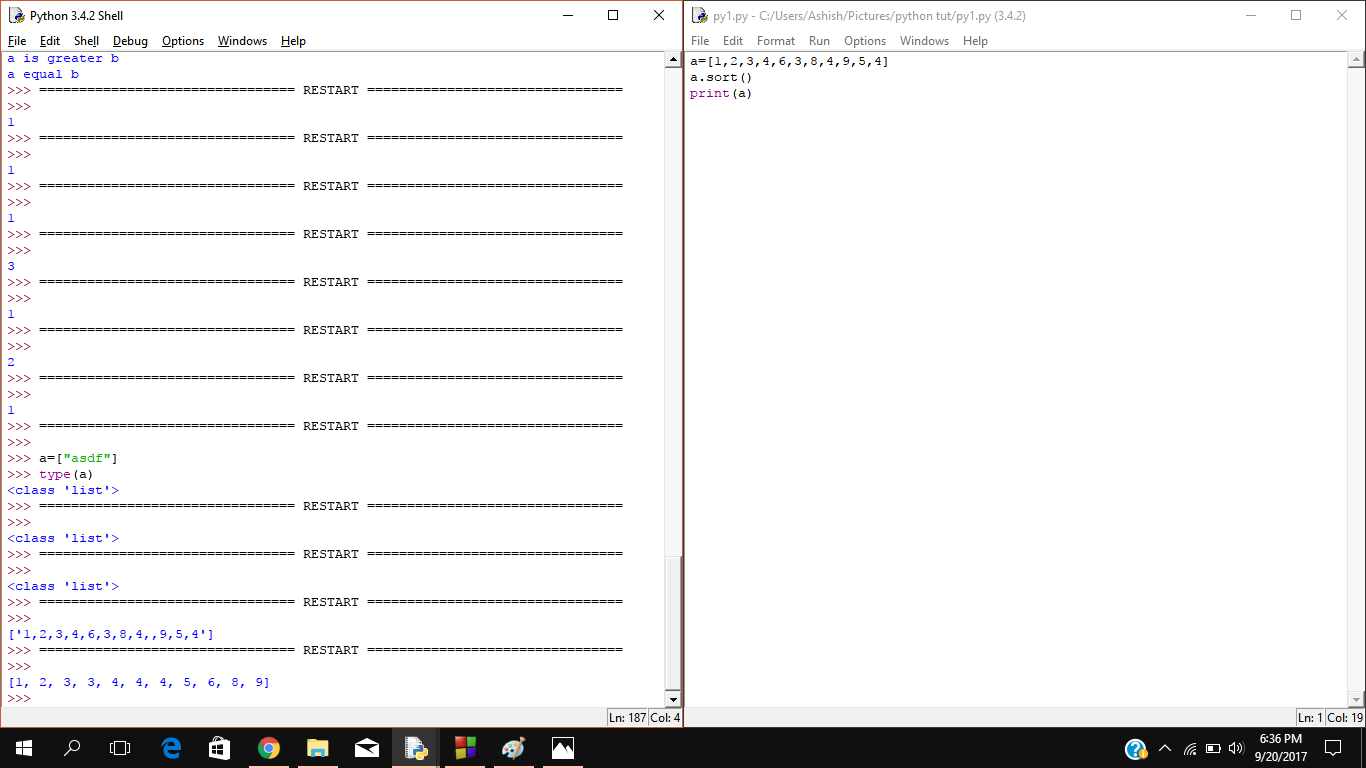 Python 3.4.2 Shell
File Edit Shell Debug Options Windows Help
a is greater b
a equal b
>>> ================================ RESTART ================================
>>>
1
>>> ================================ RESTART ================================
>>>
1
>>> ================================ RESTART ================================
>>>
1
>>> ================================ RESTART ================================
>>>
3
>>> ================================ RESTART ================================
>>>
1
>>> ================================ RESTART ================================
>>>
2
>>> ================================ RESTART ================================
>>>
1
>>> ================================ RESTART ================================
>>>
>>> a=["asdf"]
>>> type(a)
<class 'list'>
>>> ================================ RESTART ================================
>>>
<class 'list'>
>>> ================================ RESTART ================================
>>>
<class 'list'>
>>> ================================ RESTART ================================
>>>
['1,2,3,4,6,3,8,4,,9,5,4']
>>> ================================ RESTART ================================
>>>
[1, 2, 3, 3, 4, 4, 4, 5, 6, 8, 9]
>>>
Ln: 187 Col: 4
py1.py - C:/Users/Ashish/Pictures/python tut/py1.py (3.4.2)
File Edit Format Run Options Windows Help
a=[1,2,3,4,6,3,8,4,9,5,4]
a.sort()
print(a)
Ln: 1 Col: 19
6:36 PM
9/20/2017